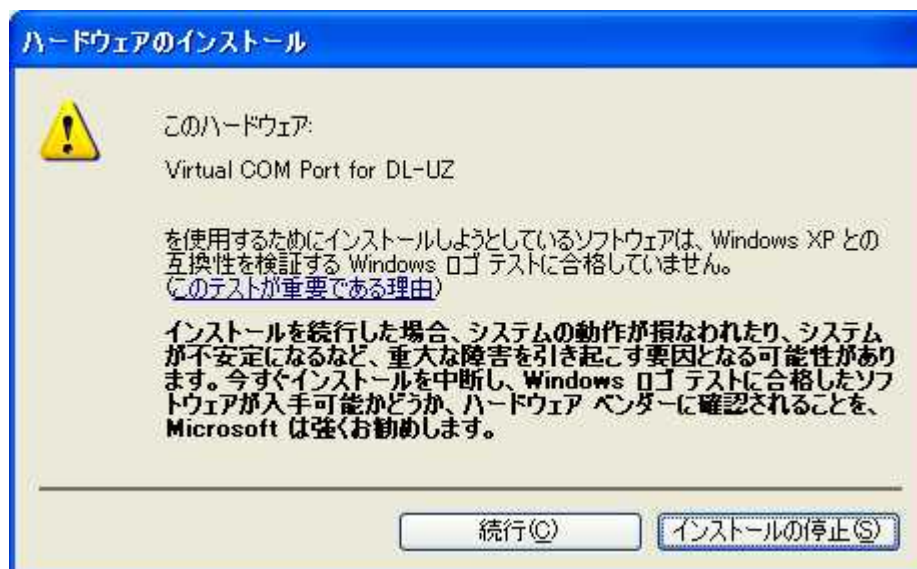 ハードウェアのインストール
このハードウェア:
Virtual COM Port for DL-UZ
を使用するためにインストールしようとしているソフトウェアは、Windows XP との
互換性を検証する Windows ロゴ テストに合格していません。
(このテストが重要である理由)
インストールを続行した場合、システムの動作が損なわれたり、システム
が不安定になるなど、重大な障害を引き起こす要因となる可能性があり
ます。今すぐインストールを中断し、Windows ロゴ テストに合格したソフ
トウェアが入手可能かどうか、ハードウェア ベンダーに確認されることを、
Microsoft は強くお勧めします。
続行(C)
インストールの停止(S)